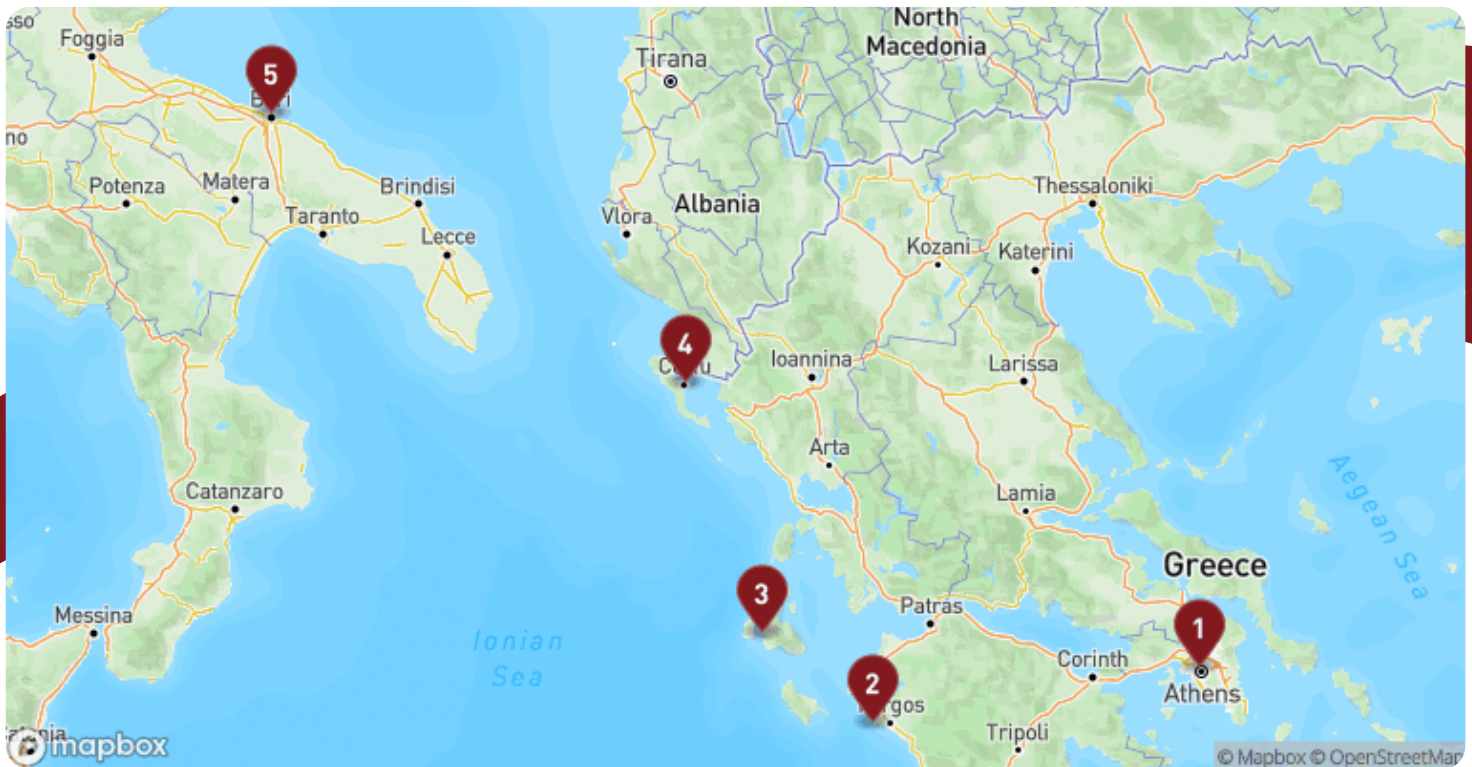 Foggia
5
North
Macedonia
Tirana
Potenza
Matera
Brindisi
Taranto
Lecce
Vlora
Albania
Thessaloniki
Kozani
Katerini
4
Ioannina
Larissa
Arta
Catanzaro
Lamia
Aegean Sea
Greece
3
Messina
Patras
1
Ionian
Sea
Corinth
2
Athens
Tripoli
mapbox
© Mapbox © OpenStreetMap